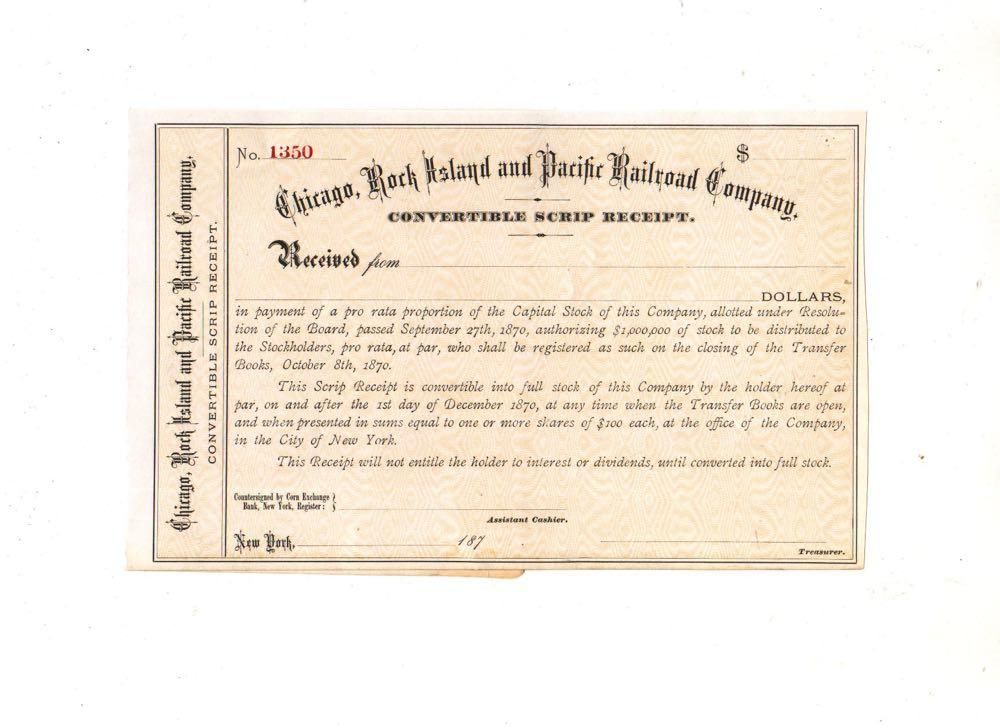 Chicago, Rock Island and Pacific Railroad Company,
CONVERTIBLE SCRIP RECEIPT.
No. 1350
$
Chicago, Rock Island and Pacific Railroad Company,
CONVERTIBLE SCRIP RECEIPT.
Received from
DOLLARS,
in payment of a pro rata proportion of the Capital Stock of this Company, allotted under Resolu-
tion of the Board, passed September 27th, 1870, authorizing $1,000,000 of stock to be distributed to
the Stockholders, pro rata, at par, who shall be registered as such on the closing of the Transfer
Books, October 8th, 1870.
This Scrip Receipt is convertible into full stock of this Company by the holder hereof at
par, on and after the 1st day of December 1870, at any time when the Transfer Books are open,
and when presented in sums equal to one or more shares of $100 each, at the office of the Company,
in the City of New York.
This Receipt will not entitle the holder to interest or dividends, until converted into full stock.
Countersigned by Corn Exchange
Bank, New York, Register:
Assistant Cashier.
New York, 187
Treasurer.